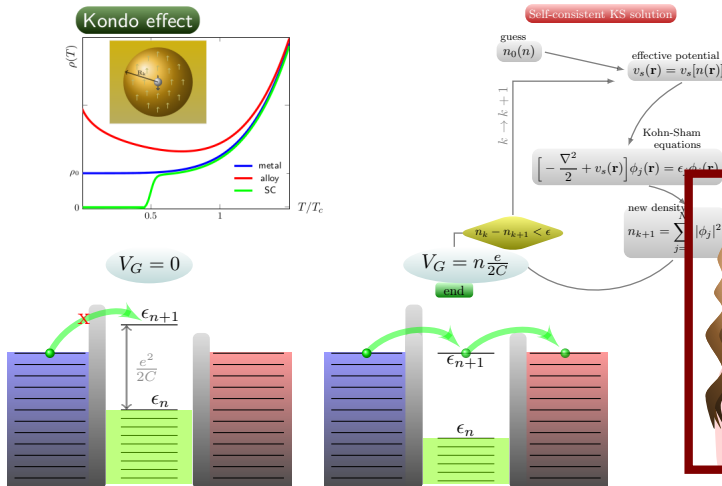 Kondo effect
ρ(T)
R_K
ρ₀
metal
alloy
SC
0
0
0.5
1
T/T_c
Self-consistent KS solution
guess
n₀(n)
effective potential
v_s(r) = v_s[n(r)]
k → k + 1
Kohn-Sham
equations
[ - ∇²/2 + v_s(r) ] φ_j(r) = ε_j φ_j(r)
new density
n_{k+1} = ∑_{j=}^{N} |φ_j|²
n_k − n_{k+1} < ϵ
end
V_G = 0
x
ϵ_{n+1}
e²/2C
ϵ_n
V_G = n e/2C
ϵ_{n+1}
ϵ_n